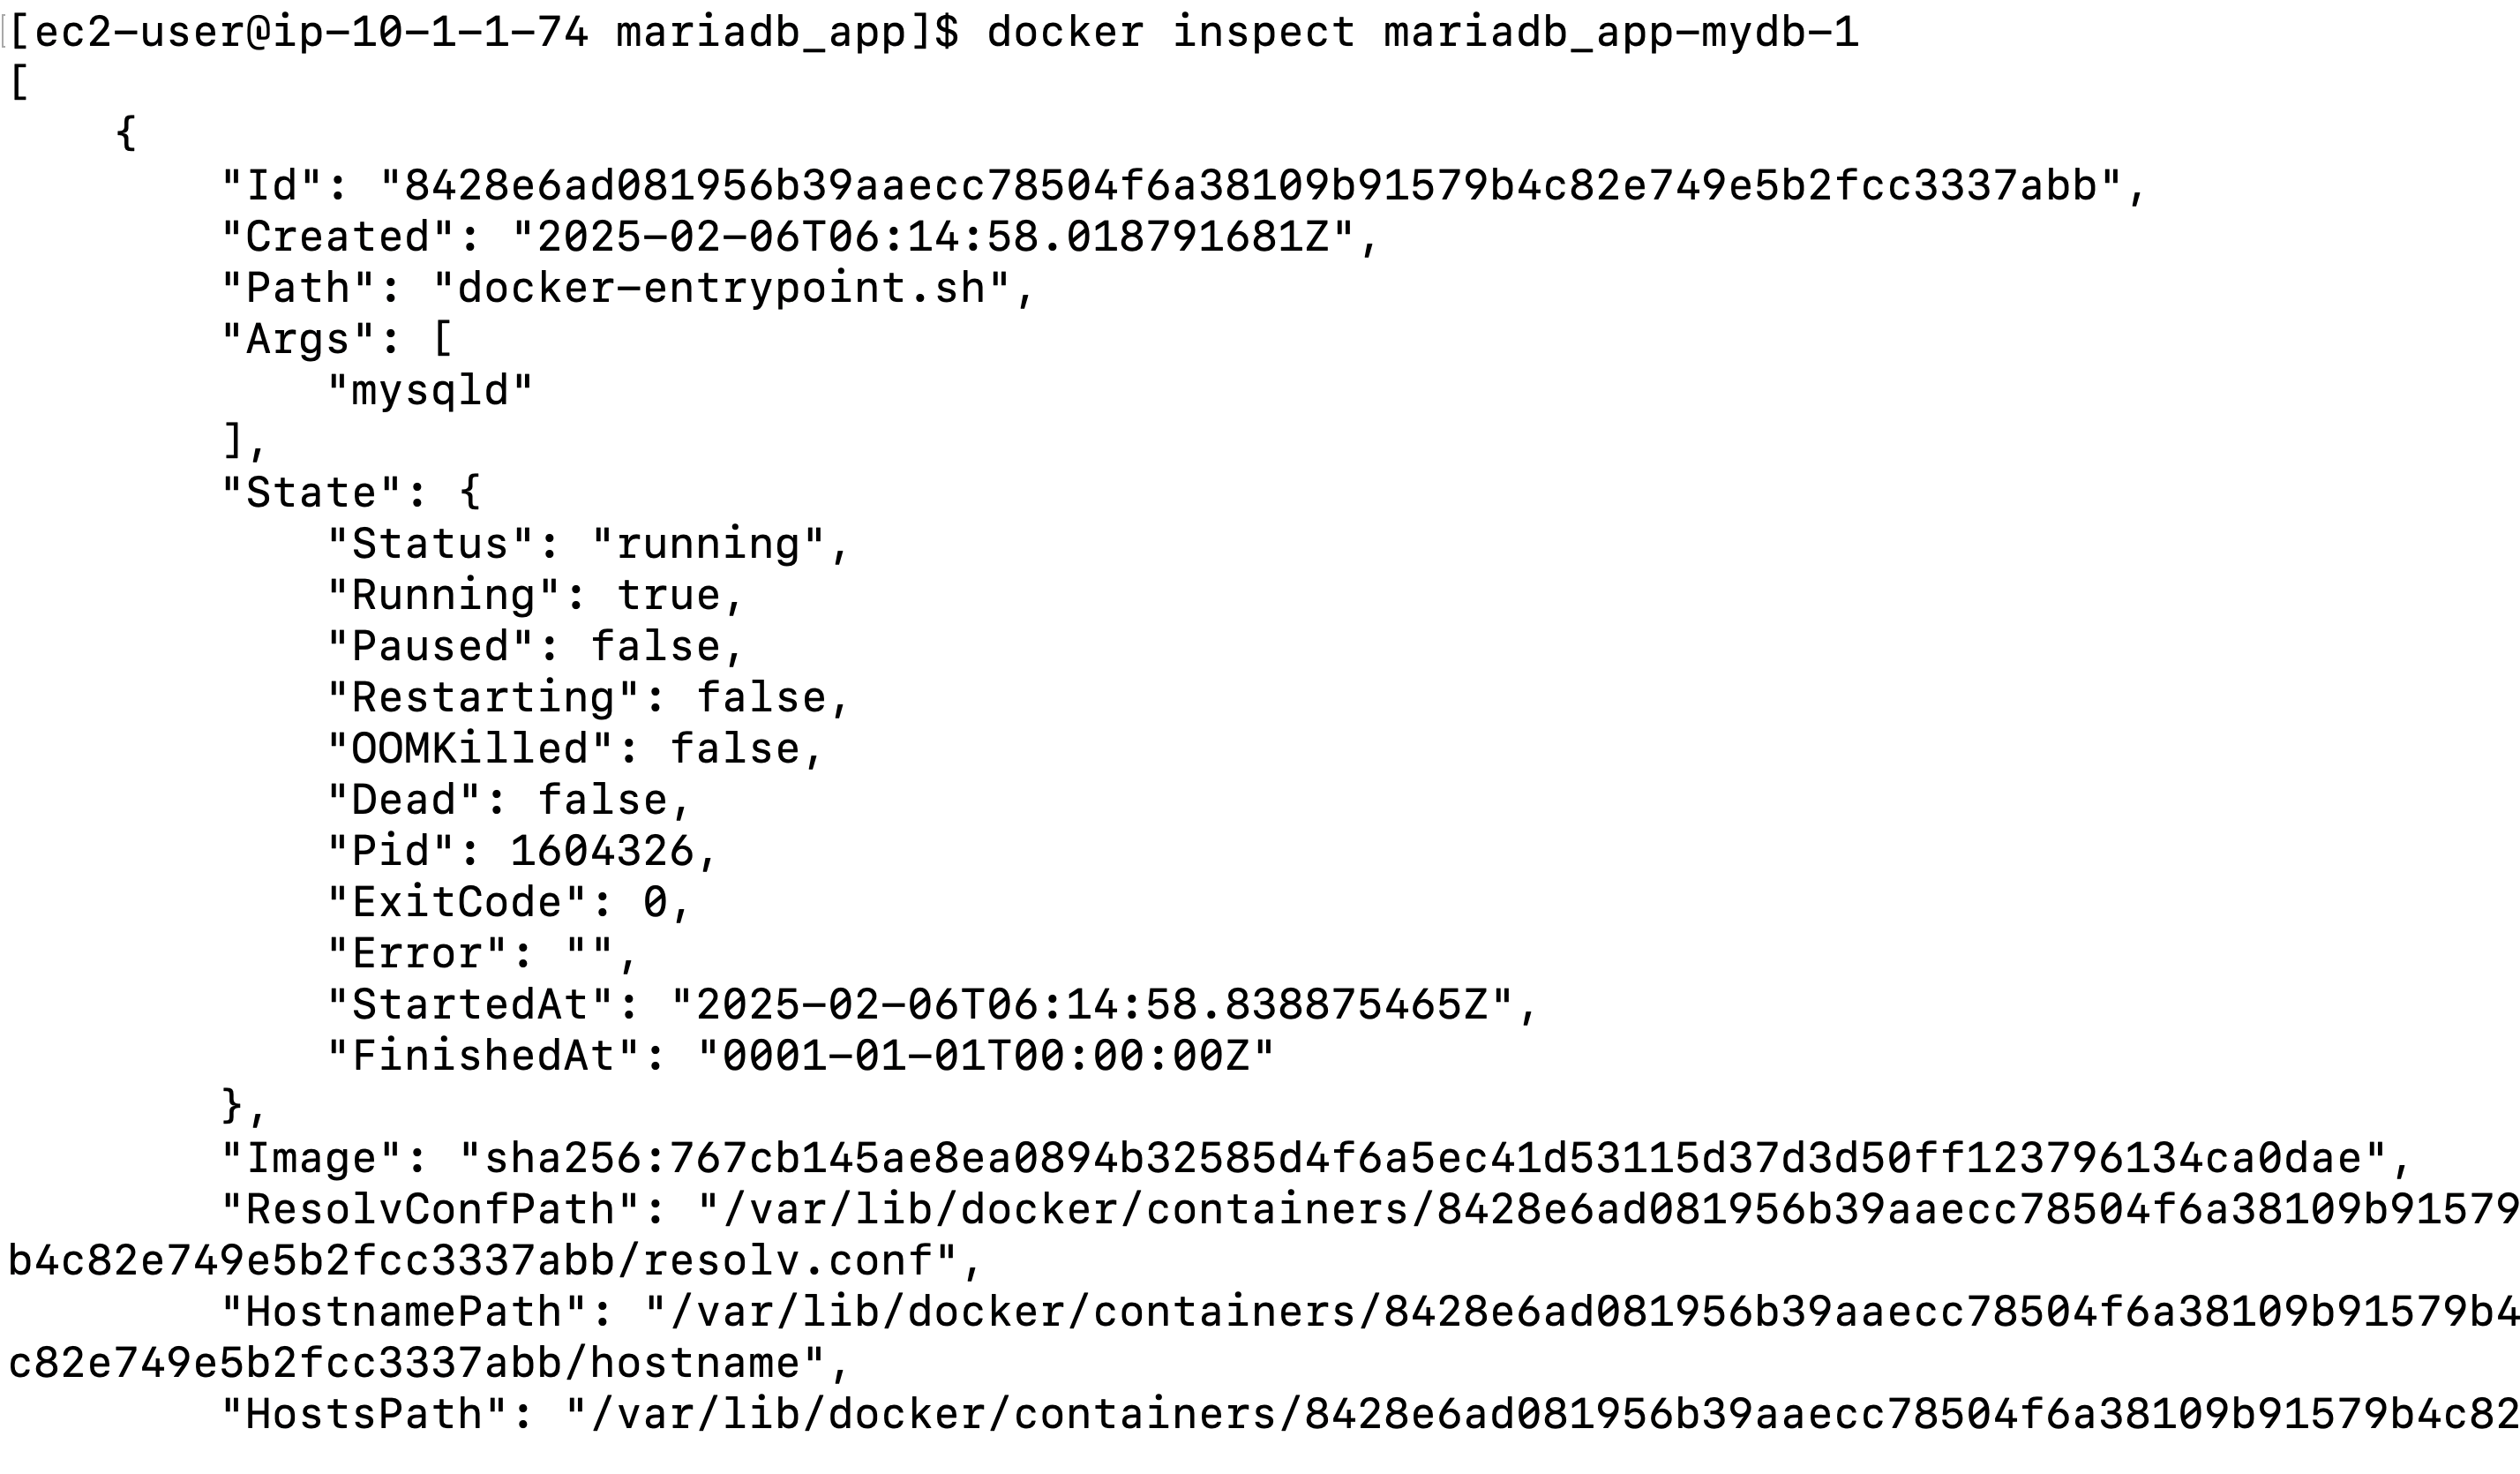 [ec2-user@ip-10-1-1-74 mariadb_app]$ docker inspect mariadb_app-mydb-1
[
    {
        "Id": "8428e6ad081956b39aaecc78504f6a38109b91579b4c82e749e5b2fcc3337abb",
        "Created": "2025-02-06T06:14:58.018791681Z",
        "Path": "docker-entrypoint.sh",
        "Args": [
            "mysqld"
        ],
        "State": {
            "Status": "running",
            "Running": true,
            "Paused": false,
            "Restarting": false,
            "OOMKilled": false,
            "Dead": false,
            "Pid": 1604326,
            "ExitCode": 0,
            "Error": "",
            "StartedAt": "2025-02-06T06:14:58.838875465Z",
            "FinishedAt": "0001-01-01T00:00:00Z"
        },
        "Image": "sha256:767cb145ae8ea0894b32585d4f6a5ec41d53115d37d3d50ff123796134ca0dae",
        "ResolvConfPath": "/var/lib/docker/containers/8428e6ad081956b39aaecc78504f6a38109b91579
b4c82e749e5b2fcc3337abb/resolv.conf",
        "HostnamePath": "/var/lib/docker/containers/8428e6ad081956b39aaecc78504f6a38109b91579b4
c82e749e5b2fcc3337abb/hostname",
        "HostsPath": "/var/lib/docker/containers/8428e6ad081956b39aaecc78504f6a38109b91579b4c82